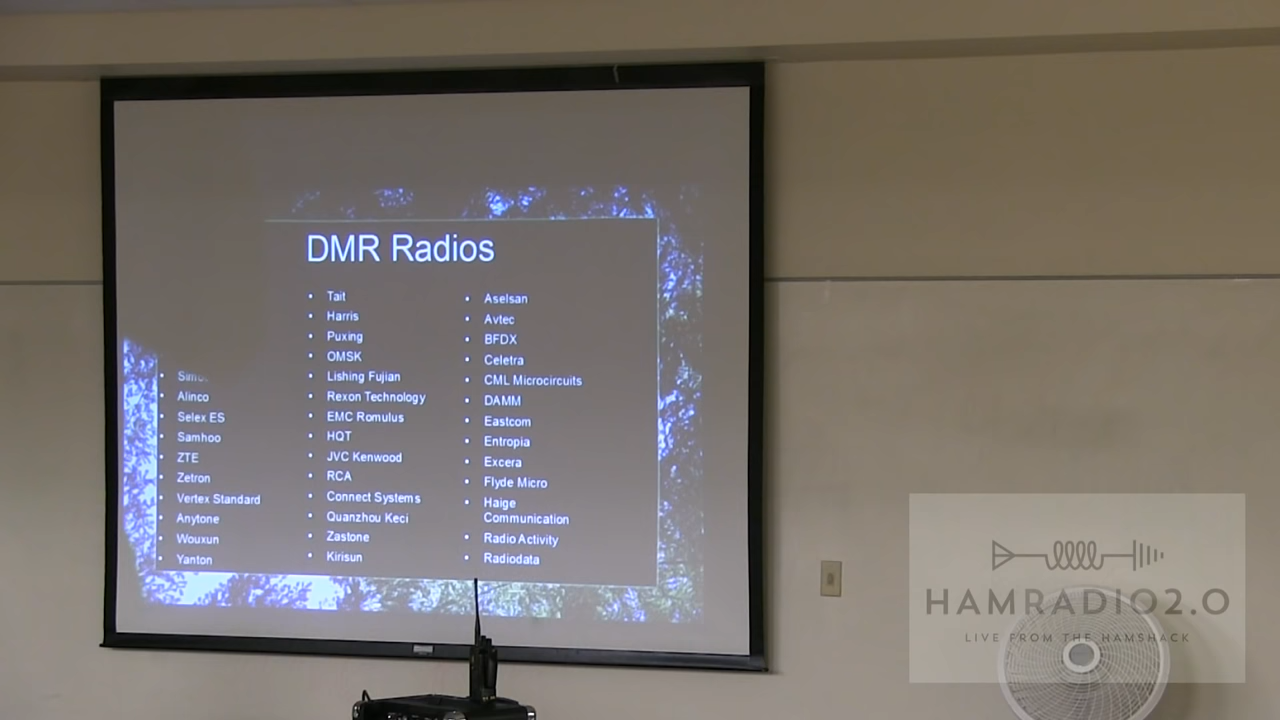 DMR Radios
Alinco
Selex ES
Samhoo
ZTE
Zetron
Vertex Standard
Anytone
Wouxun
Yanton
Tait
Harris
Puxing
OMSK
Lishing Fujian
Rexon Technology
EMC Romulus
HQT
JVC Kenwood
RCA
Connect Systems
Quanzhou Keci
Zastone
Kirisun
Aselsan
Avtec
BFDX
Celetra
CML Microcircuits
DAMM
Eastcom
Entropia
Excera
Flyde Micro
Haige
Communication
Radio Activity
Radiodata
HAMRADIO2.0
LIVE FROM THE HAMSHACK